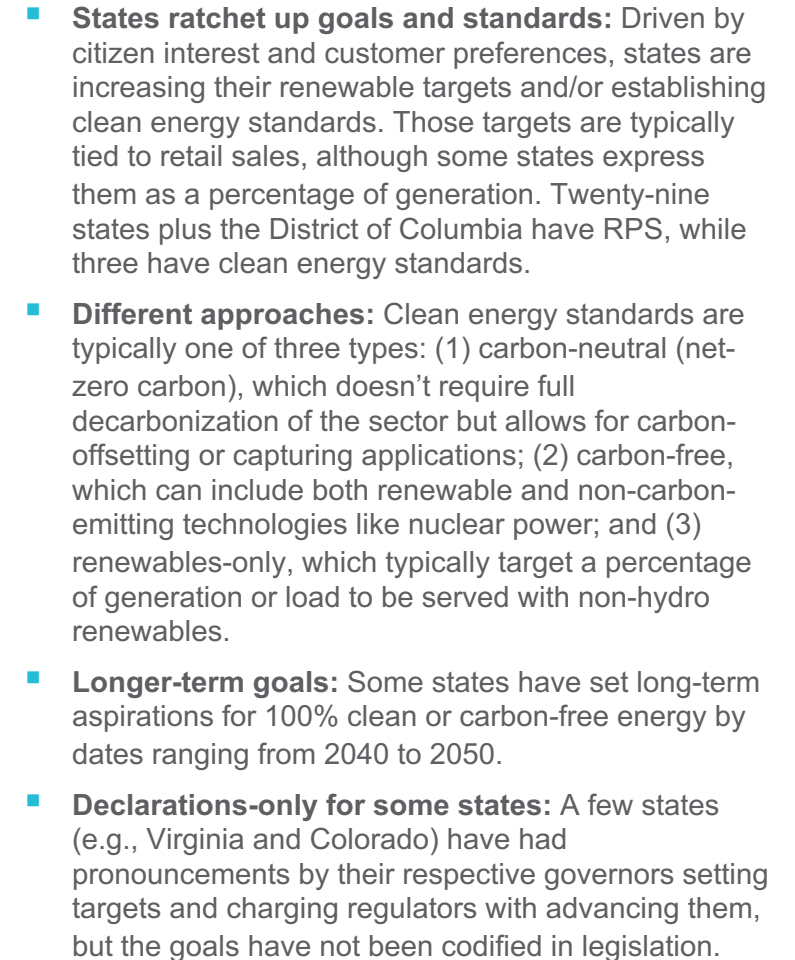 ▪ States ratchet up goals and standards: Driven by
citizen interest and customer preferences, states are
increasing their renewable targets and/or establishing
clean energy standards. Those targets are typically
tied to retail sales, although some states express
them as a percentage of generation. Twenty-nine
states plus the District of Columbia have RPS, while
three have clean energy standards.
▪ Different approaches: Clean energy standards are
typically one of three types: (1) carbon-neutral (net-
zero carbon), which doesn’t require full
decarbonization of the sector but allows for carbon-
offsetting or capturing applications; (2) carbon-free,
which can include both renewable and non-carbon-
emitting technologies like nuclear power; and (3)
renewables-only, which typically target a percentage
of generation or load to be served with non-hydro
renewables.
▪ Longer-term goals: Some states have set long-term
aspirations for 100% clean or carbon-free energy by
dates ranging from 2040 to 2050.
▪ Declarations-only for some states: A few states
(e.g., Virginia and Colorado) have had
pronouncements by their respective governors setting
targets and charging regulators with advancing them,
but the goals have not been codified in legislation.